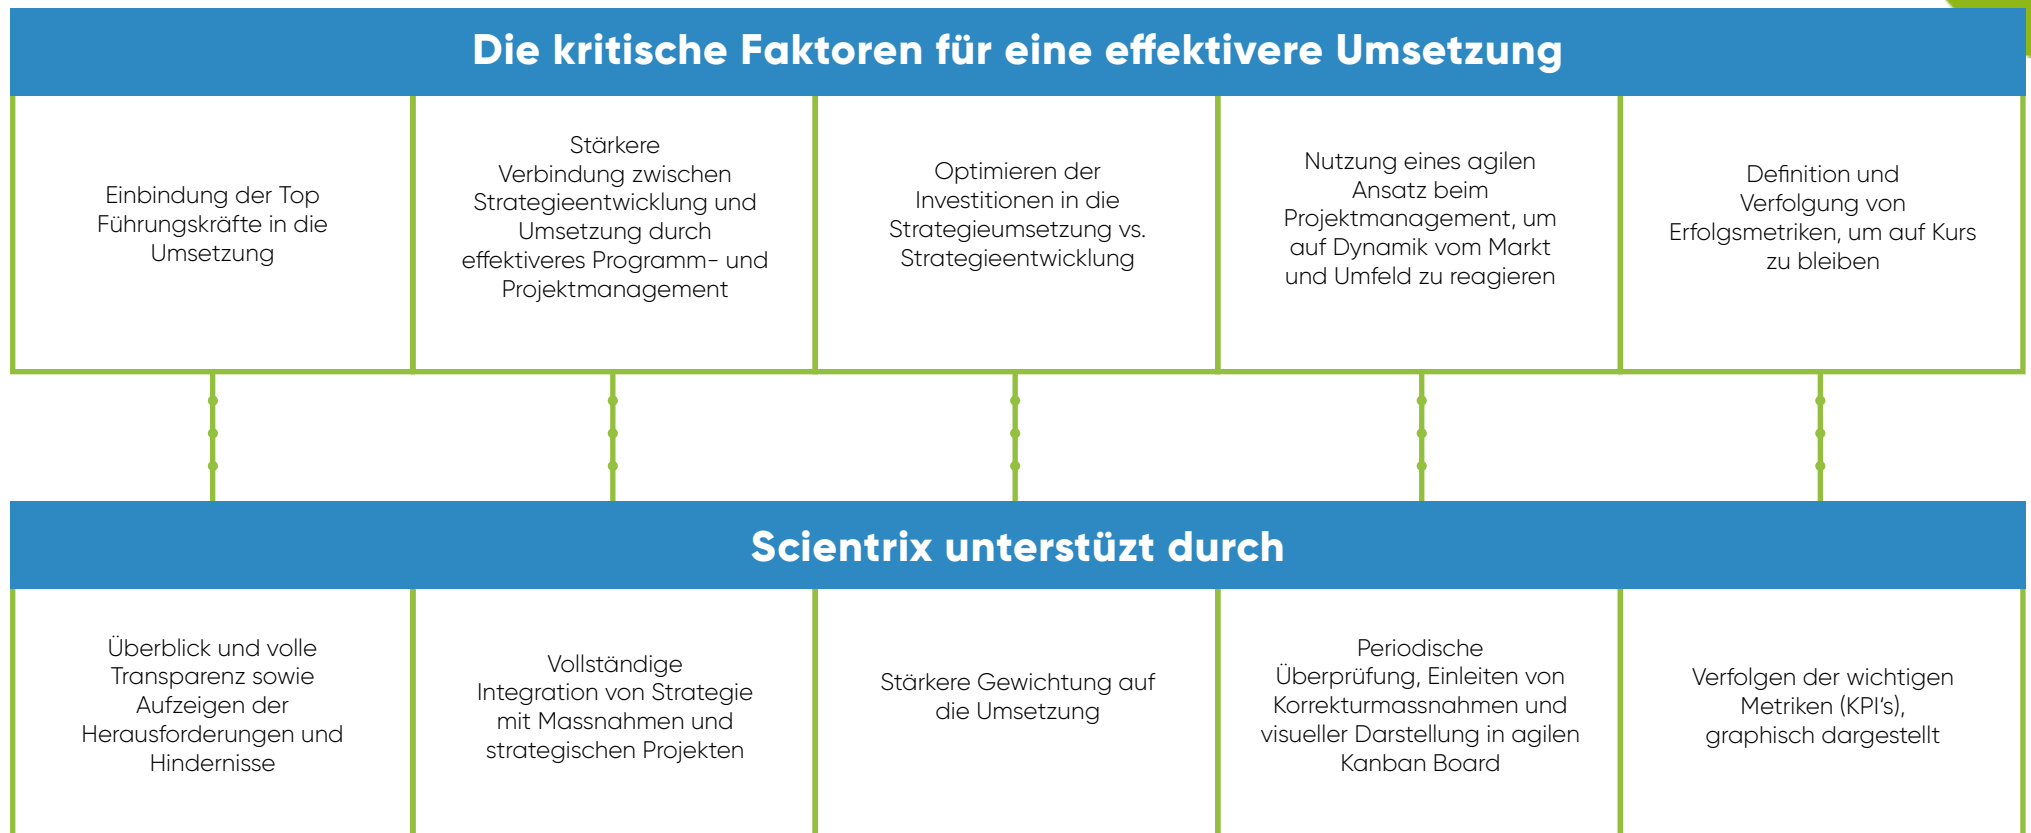 Die kritische Faktoren für eine effektivere Umsetzung
Einbindung der Top
Führungskräfte in die
Umsetzung
Stärkere
Verbindung zwischen
Strategieentwicklung und
Umsetzung durch
effektiveres Programm- und
Projektmanagement
Optimieren der
Investitionen in die
Strategieumsetzung vs.
Strategieentwicklung
Nutzung eines agilen
Ansatz beim
Projektmanagement, um
auf Dynamik vom Markt
und Umfeld zu reagieren
Definition und
Verfolgung von
Erfolgsmetriken, um auf Kurs
zu bleiben
Scientrix unterstüzt durch
Überblick und volle
Transparenz sowie
Aufzeigen der
Herausforderungen und
Hindernisse
Vollständige
Integration von Strategie
mit Massnahmen und
strategischen Projekten
Stärkere Gewichtung auf
die Umsetzung
Periodische
Überprüfung, Einleiten von
Korrekturmassnahmen und
visueller Darstellung in agilen
Kanban Board
Verfolgen der wichtigen
Metriken (KPI's),
graphisch dargestellt